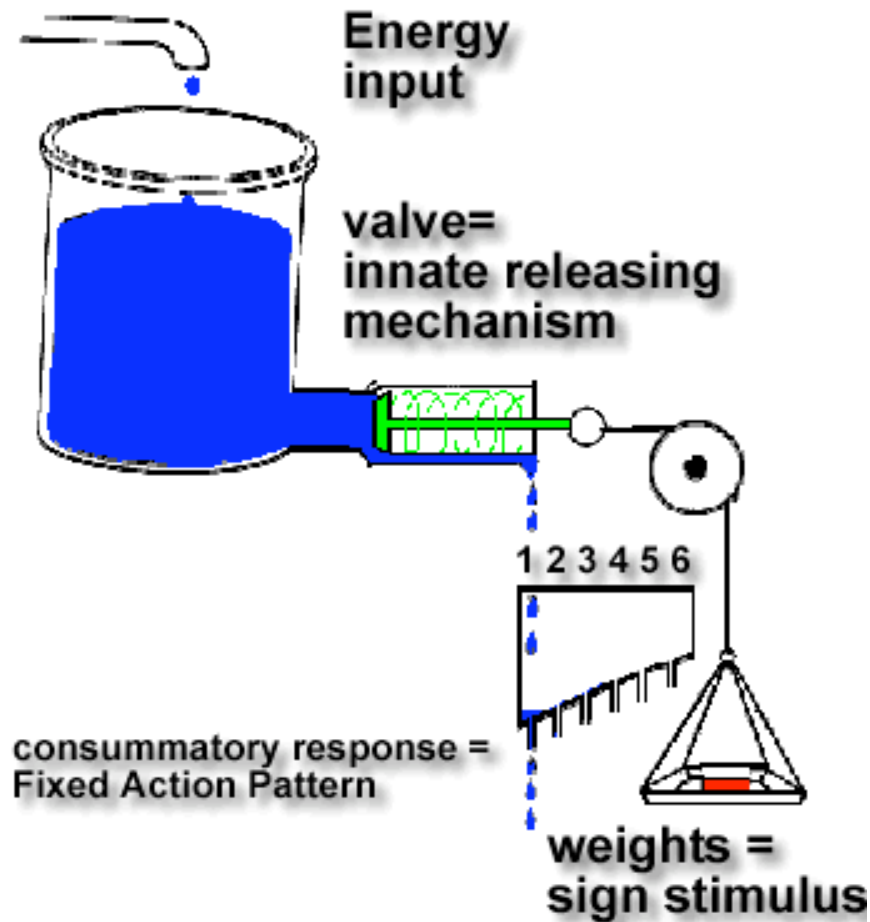 Energy
input
valve=
innate releasing
mechanism
1 2 3 4 5 6
consummatory response =
Fixed Action Pattern
weights =
sign stimulus